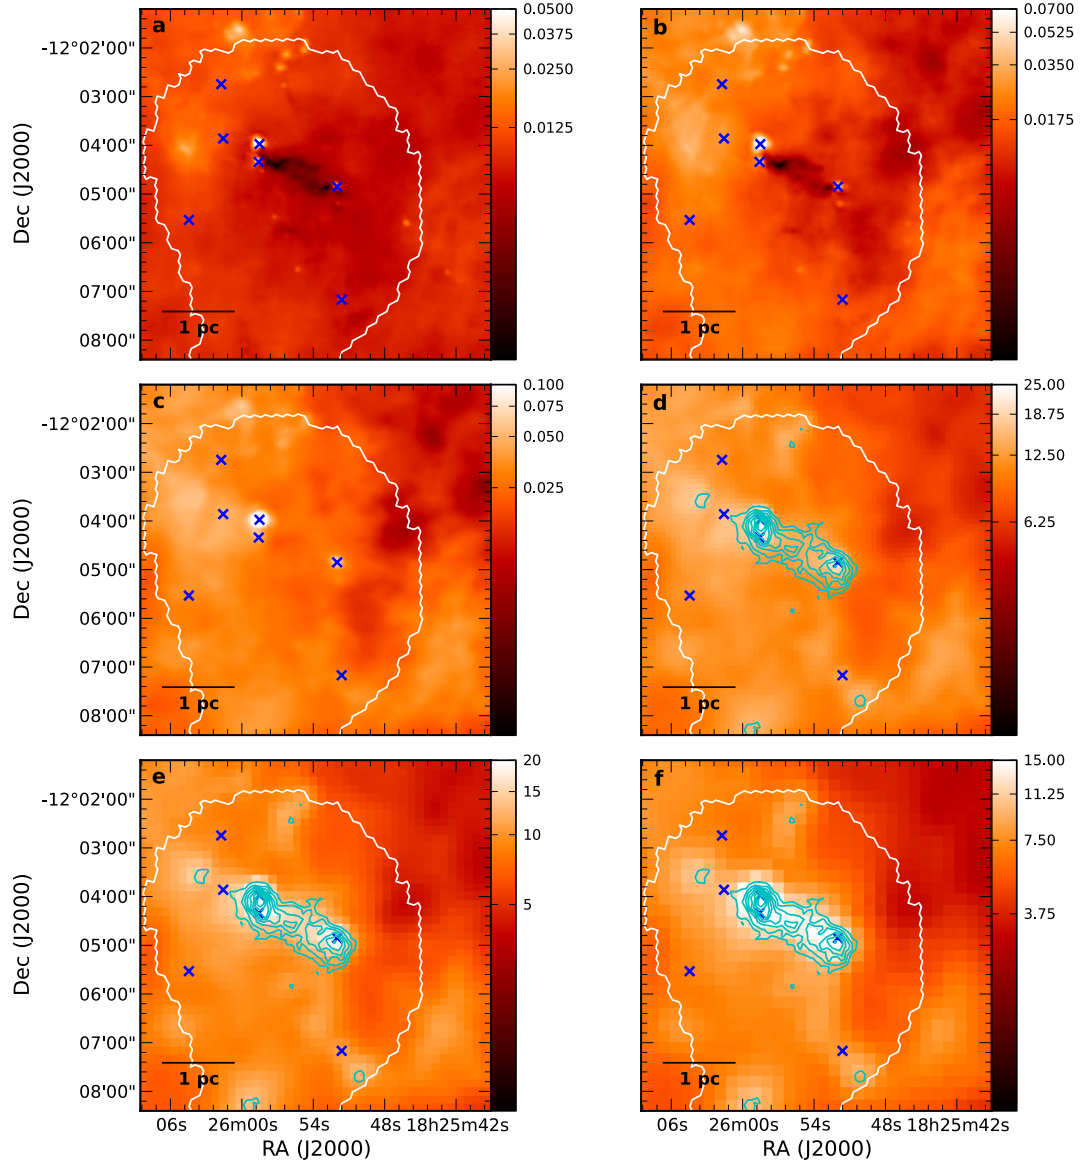 a
b
0.0500
0.0375
0.0250
0.0125
0.0700
0.0525
0.0350
0.0175
-12°02'00"
03'00"
04'00"
05'00"
06'00"
07'00"
08'00"
Dec (J2000)
1 pc
1 pc
c
d
0.100
0.075
0.050
0.025
25.00
18.75
12.50
6.25
-12°02'00"
03'00"
04'00"
05'00"
06'00"
07'00"
08'00"
Dec (J2000)
1 pc
1 pc
e
f
20
15
10
5
15.00
11.25
7.50
3.75
-12°02'00"
03'00"
04'00"
05'00"
06'00"
07'00"
08'00"
Dec (J2000)
1 pc
1 pc
06s 26m00s 54s 48s 18h25m42s
06s 26m00s 54s 48s 18h25m42s
RA (J2000)
RA (J2000)